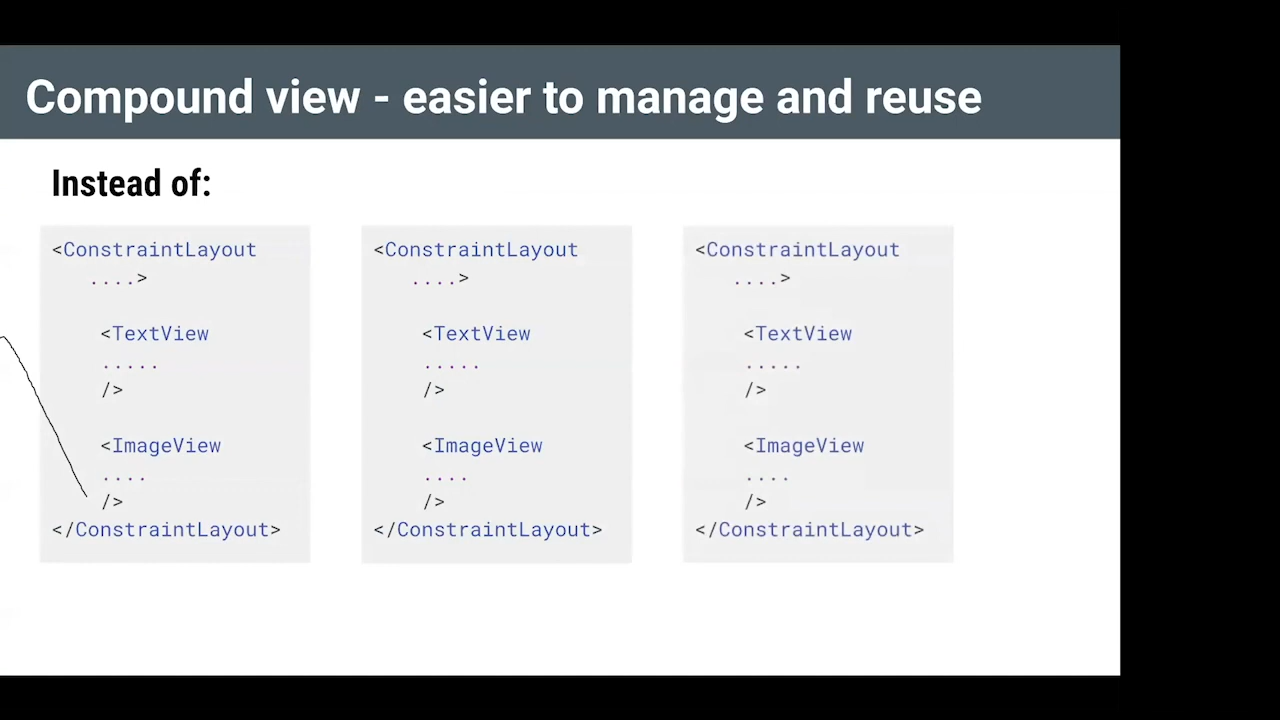 Compound view - easier to manage and reuse
Instead of:
<ConstraintLayout
....>
<TextView
.....
/>
<ImageView
....
/>
</ConstraintLayout>
<ConstraintLayout
....>
<TextView
.....
/>
<ImageView
....
/>
</ConstraintLayout>
<ConstraintLayout
....>
<TextView
.....
/>
<ImageView
....
/>
</ConstraintLayout>